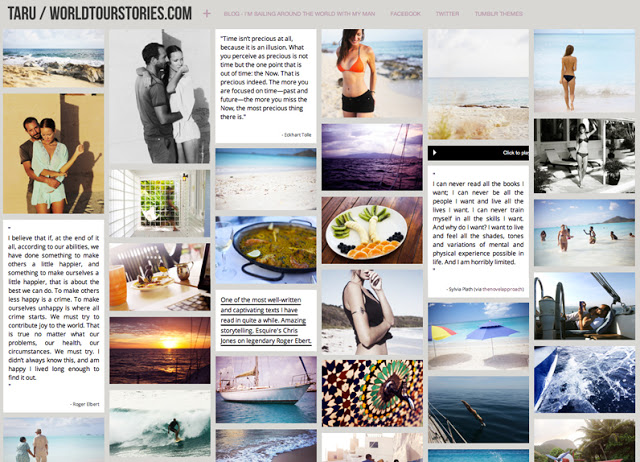 TARU / WORLDTOURSTORIES.COM
+
BLOG - I'M SAILING AROUND THE WORLD WITH MY MAN
FACEBOOK
TWITTER
TUMBLR THEMES
"
I believe that if, at the end of it
all, according to our abilities, we
have done something to make
others a little happier, and
something to make ourselves a
little happier, that is about the
best we can do. To make others
less happy is a crime. To make
ourselves unhappy is where all
crime starts. We must try to
contribute joy to the world. That
is true no matter what our
problems, our health, our
circumstances. We must try. I
didn't always know this, and am
happy I lived long enough to
find it out.
"
- Roger Elbert
"Time isn't precious at all,
because it is an illusion. What
you perceive as precious is not
time but the one point that is
out of time: the Now. That is
precious indeed. The more you
are focused on time—past and
future—the more you miss the
Now, the most precious thing
there is."
- Eckhart Tolle
One of the most well-written
and captivating texts I have
read in quite a while. Amazing
storytelling. Esquire's Chris
Jones on legendary Roger Ebert.
Click to play
"
I can never read all the books I
want; I can never be all the
people I want and live all the
lives I want. I can never train
myself in all the skills I want.
And why do I want? I want to live
and feel all the shades, tones
and variations of mental and
physical experience possible in
life. And I am horribly limited.
"
- Sylvia Plath (via thenovelapproach)